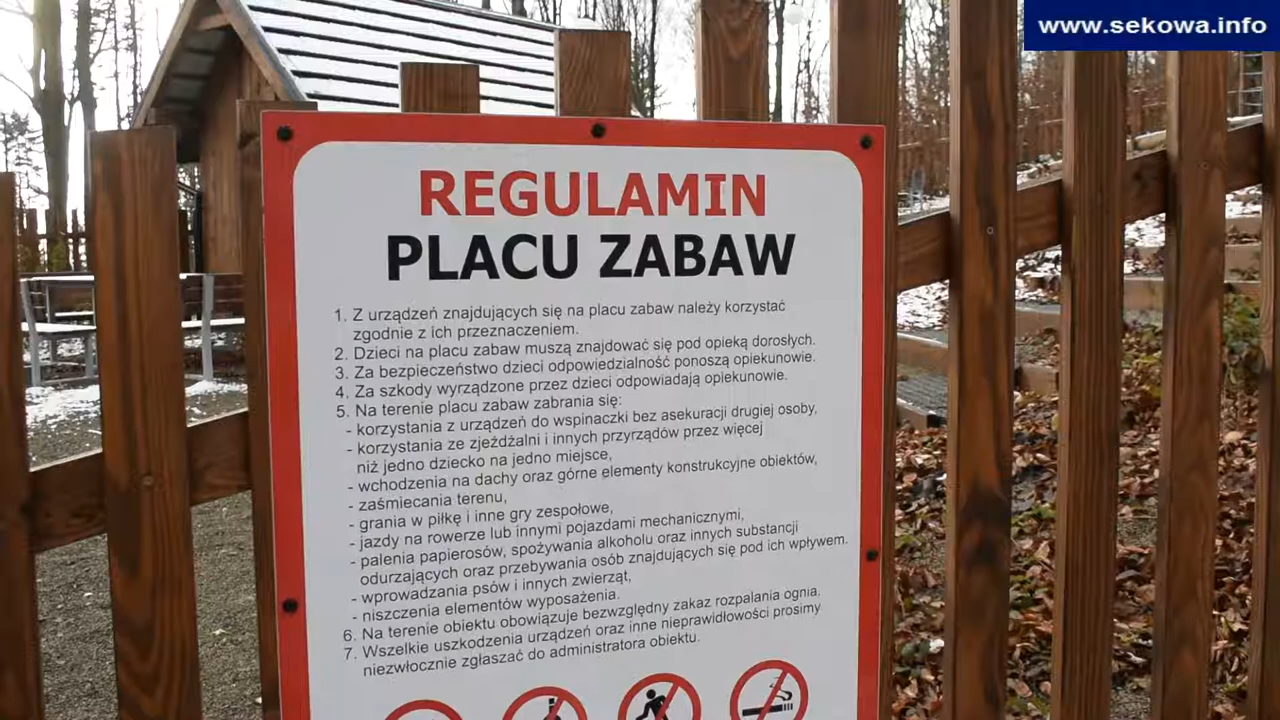 www.sekowa.info
REGULAMIN
PLACU ZABAW
1. Z urządzeń znajdujących się na placu zabaw należy korzystać
zgodnie z ich przeznaczeniem.
2. Dzieci na placu zabaw muszą znajdować się pod opieką dorosłych.
3. Za bezpieczeństwo dzieci odpowiedzialność ponoszą opiekunowie.
4. Za szkody wyrządzone przez dzieci odpowiadają opiekunowie.
5. Na terenie placu zabaw zabrania się:
- korzystania z urządzeń do wspinaczki bez asekuracji drugiej osoby,
- korzystania ze zjeżdżalni i innych przyrządów przez więcej
niż jedno dziecko na jedno miejsce,
- wchodzenia na dachy oraz górne elementy konstrukcyjne obiektów,
- zaśmiecania terenu,
- grania w piłkę i inne gry zespołowe,
- jazdy na rowerze lub innymi pojazdami mechanicznymi,
- palenia papierosów, spożywania alkoholu oraz innych substancji
odurzających oraz przebywania osób znajdujących się pod ich wpływem.
- wprowadzania psów i innych zwierząt,
- niszczenia elementów wyposażenia.
6. Na terenie obiektu obowiązuje bezwzględny zakaz rozpalania ognia.
7. Wszelkie uszkodzenia urządzeń oraz inne nieprawidłowości prosimy
niezwłocznie zgłaszać do administratora obiektu.